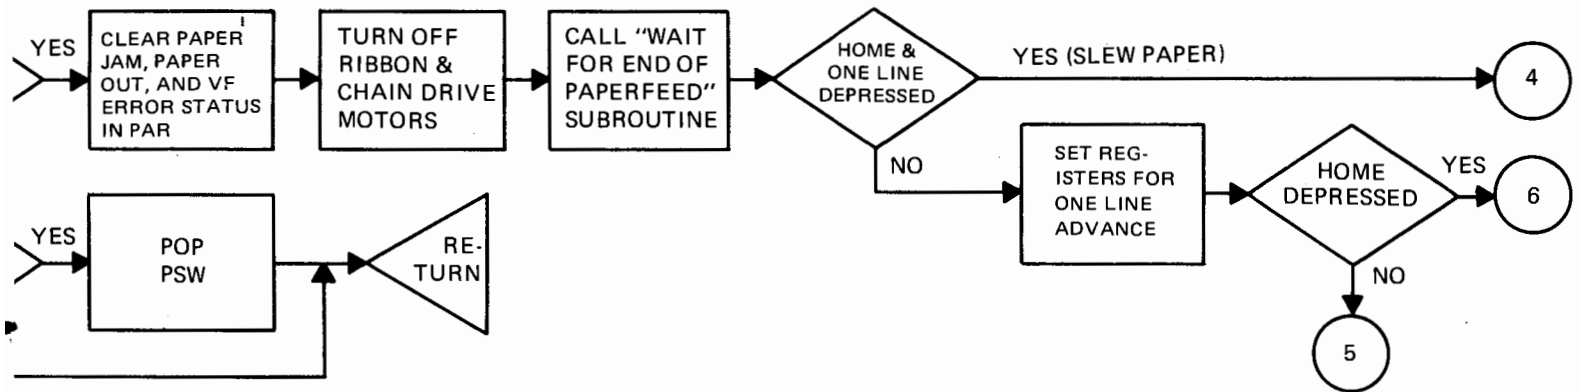 YES
CLEAR PAPER
JAM, PAPER
OUT, AND VF
ERROR STATUS
IN PAR
TURN OFF
RIBBON &
CHAIN DRIVE
MOTORS
CALL "WAIT
FOR END OF
PAPERFEED"
SUBROUTINE
HOME &
ONE LINE
DEPRESSED
YES (SLEW PAPER)
4
NO
SET REG-
ISTERS FOR
ONE LINE
ADVANCE
HOME
DEPRESSED
YES
6
NO
5
YES
POP
PSW
RE-
TURN